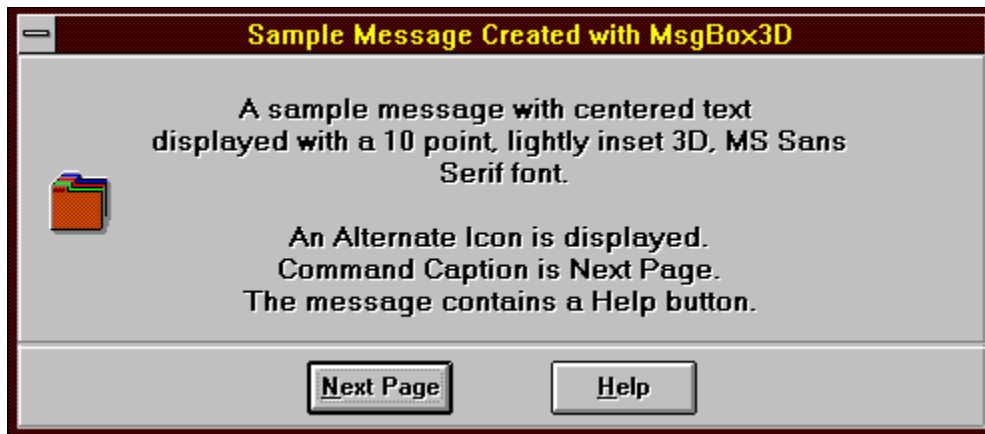 Sample Message Created with MsgBox3D
A sample message with centered text
displayed with a 10 point, lightly inset 3D, MS Sans
Serif font.
An Alternate Icon is displayed.
Command Caption is Next Page.
The message contains a Help button.
Next Page
Help